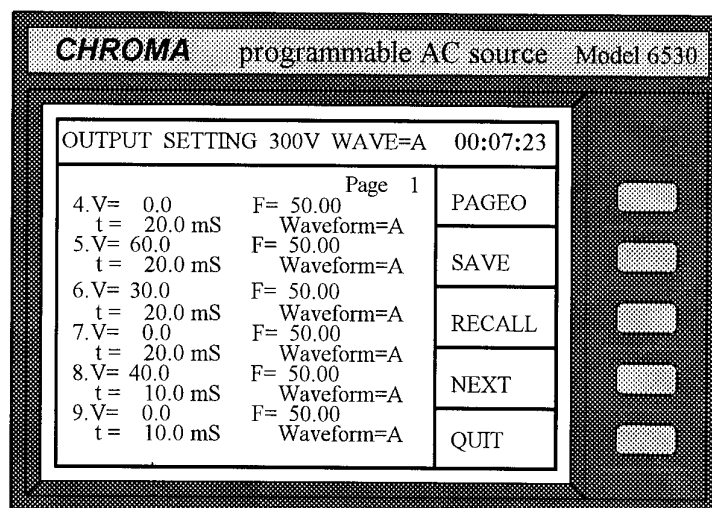 CHROMA programmable AC source Model 6530
OUTPUT SETTING 300V WAVE=A 00:07:23
Page 1
4.V= 0.0 F= 50.00
t = 20.0 mS Waveform=A
5.V= 60.0 F= 50.00
t = 20.0 mS Waveform=A
6.V= 30.0 F= 50.00
t = 20.0 mS Waveform=A
7.V= 0.0 F= 50.00
t = 20.0 mS Waveform=A
8.V= 40.0 F= 50.00
t = 10.0 mS Waveform=A
9.V= 0.0 F= 50.00
t = 10.0 mS Waveform=A
PAGEO
SAVE
RECALL
NEXT
QUIT